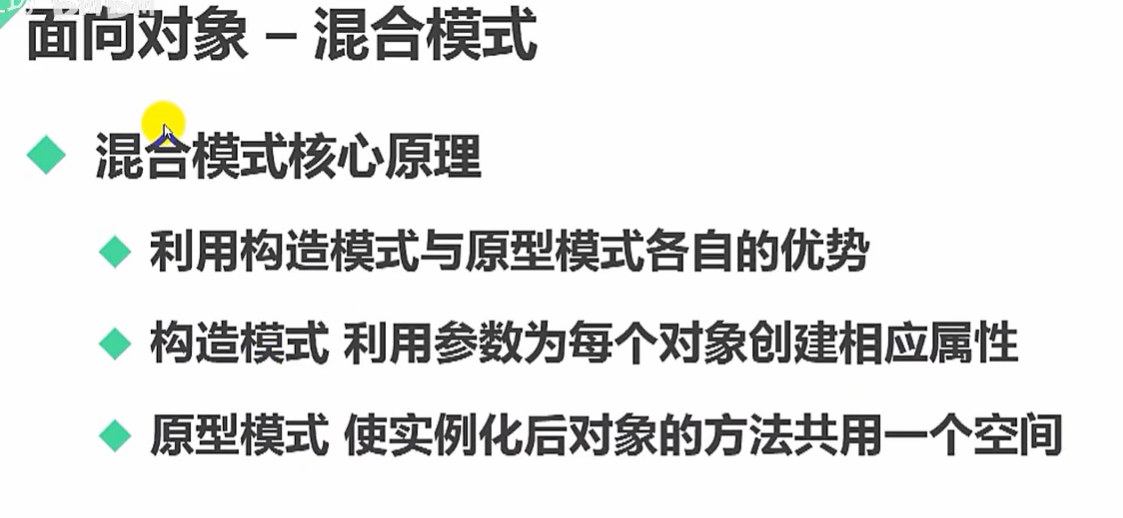 面向对象 – 混合模式
混合模式核心原理
利用构造模式与原型模式各自的优势
构造模式 利用参数为每个对象创建相应属性
原型模式 使实例化后对象的方法共用一个空间